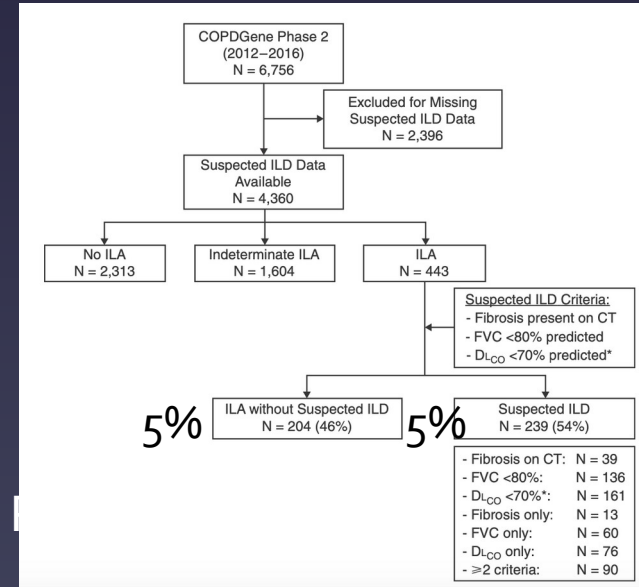 COPDGene Phase 2
(2012–2016)
N = 6,756
Excluded for Missing
Suspected ILD Data
N = 2,396
Suspected ILD Data
Available
N = 4,360
No ILA
N = 2,313
Indeterminate ILA
N = 1,604
ILA
N = 443
Suspected ILD Criteria:
- Fibrosis present on CT
- FVC <80% predicted
- DLCO <70% predicted*
5%
ILA without Suspected ILD
N = 204 (46%)
5%
Suspected ILD
N = 239 (54%)
- Fibrosis on CT: N = 39
- FVC <80%: N = 136
- DLCO <70%*: N = 161
- Fibrosis only: N = 13
- FVC only: N = 60
- DLCO only: N = 76
- ≥2 criteria: N = 90